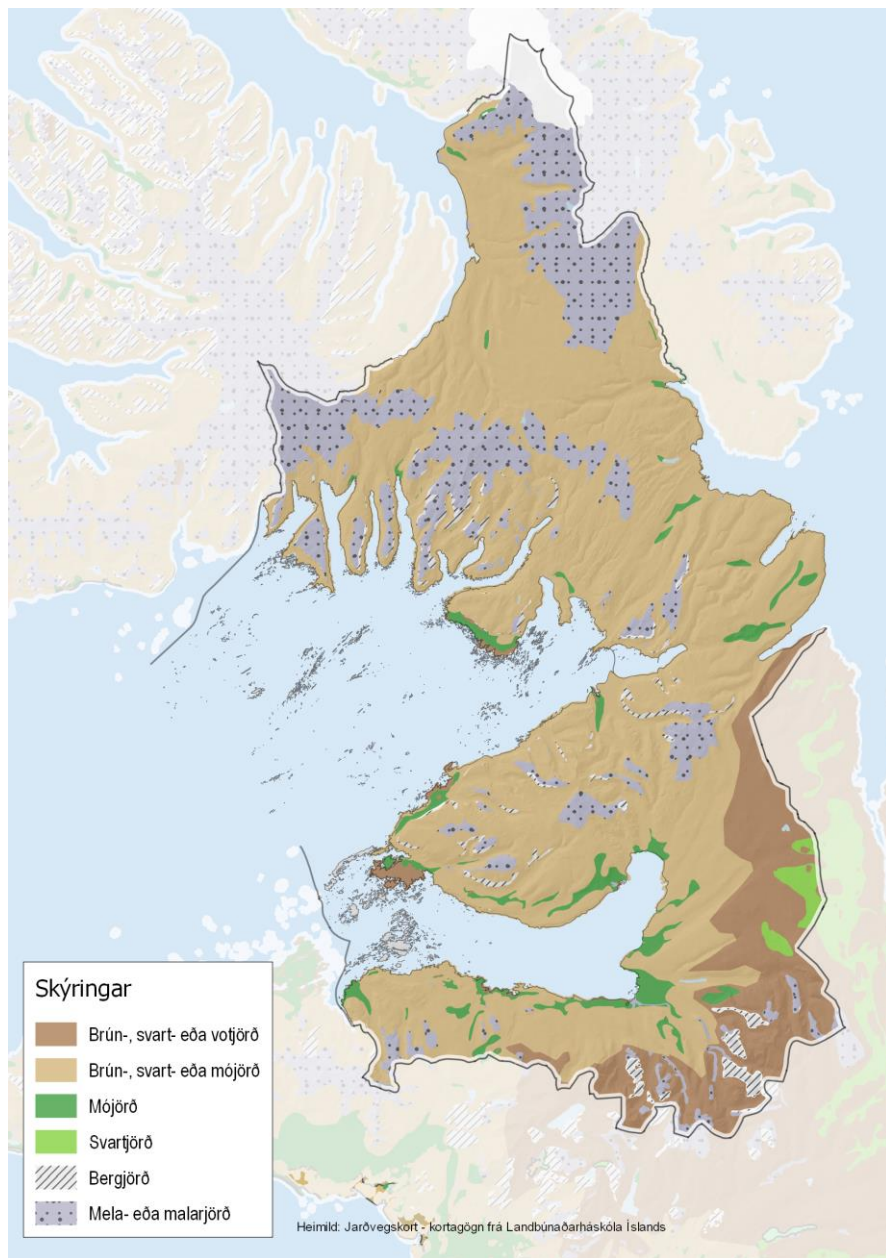 Skýringar
Brún-, svart- eða votjörð
Brún-, svart- eða mójörð
Mójörð
Svartjörð
Bergjörð
Mela- eða malarjörð
Heimild: Jarðvegskort - kortagögn frá Landbúnaðarháskóla Íslands